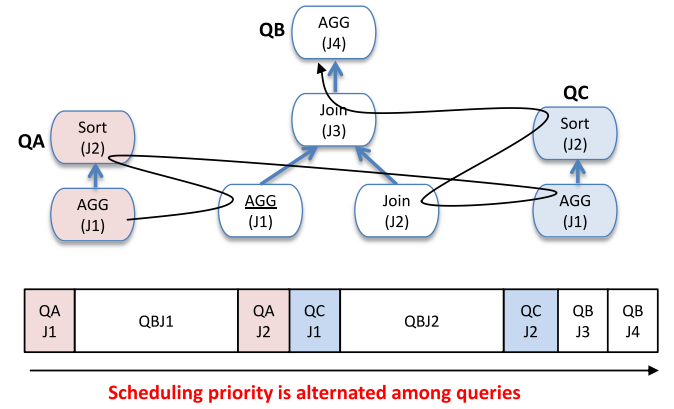 QB
AGG
(J4)
Join
(J3)
QA
Sort
(J2)
QC
Sort
(J2)
AGG
(J1)
AGG
(J1)
Join
(J2)
AGG
(J1)
QA
J1
QBJ1
QA
J2
QC
J1
QBJ2
QC
J2
QB
J3
QB
J4
Scheduling priority is alternated among queries